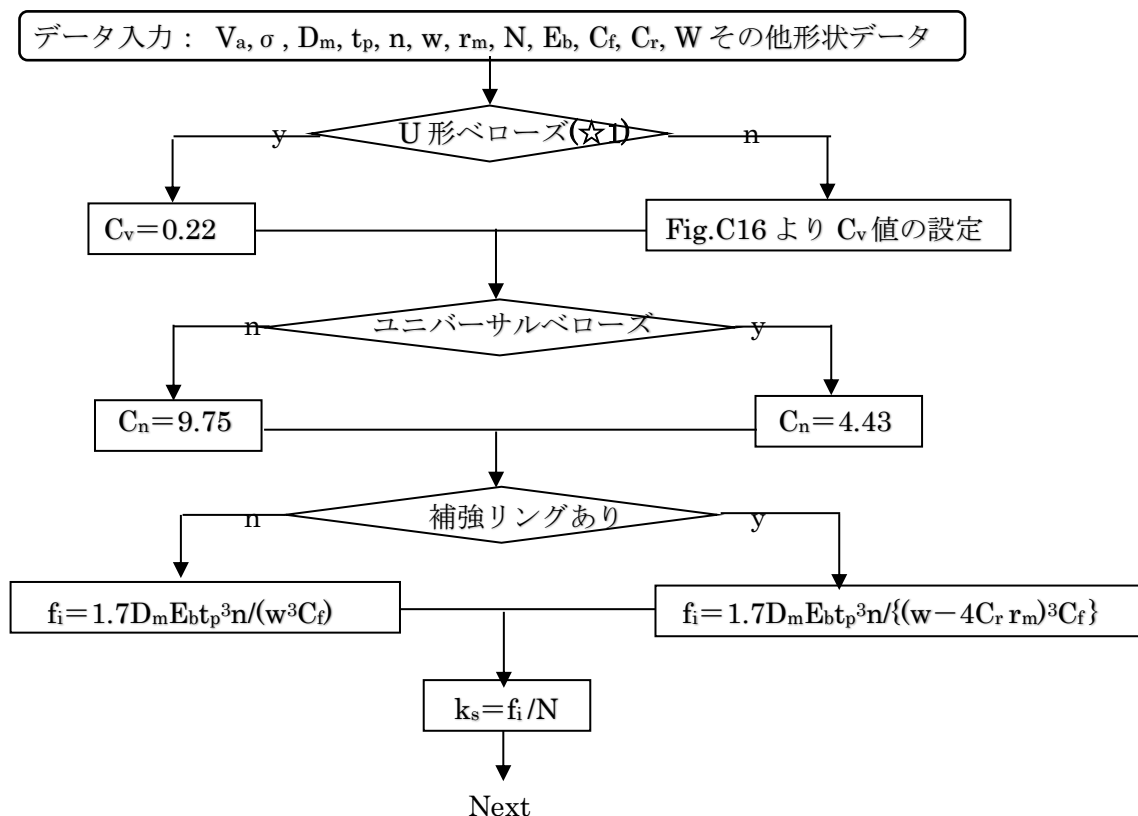 データ入力： Va, σ , Dm, tp, n, w, rm, N, Eb, Cf, Cr, W その他形状データ
y U 形ベローズ(☆1) n
Cv＝0.22 Fig.C16 より Cv 値の設定
n ユニバーサルベローズ y
Cn＝9.75 Cn＝4.43
n 補強リングあり y
fi＝1.7DmEbtp³n/(w³Cf) fi＝1.7DmEbtp³n/{(w－4Cr rm)³Cf}
ks＝fi /N
Next